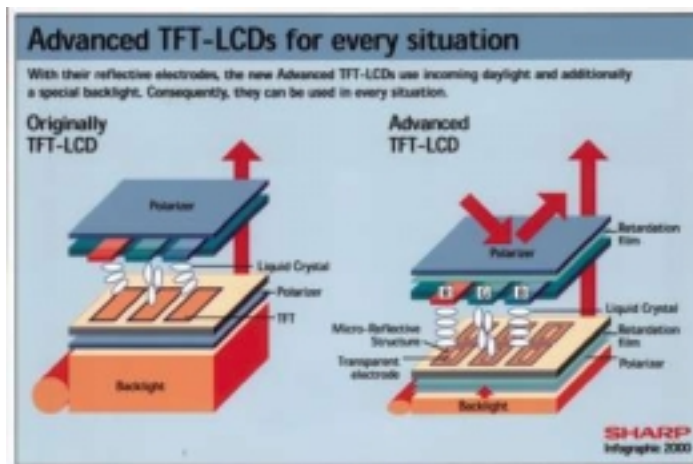 Advanced TFT-LCDs for every situation
With their reflective electrodes, the new Advanced TFT-LCDs use incoming daylight and additionally
a special backlight. Consequently, they can be used in every situation.
Originally
TFT-LCD
Polarizer
Liquid Crystal
Polarizer
TFT
Backlight
Advanced
TFT-LCD
Polarizer
Retardation
film
R G B
Liquid Crystal
Micro-Reflective
Structure
Transparent
electrode
Retardation
film
Polarizer
Backlight
SHARP
Infographic 2000